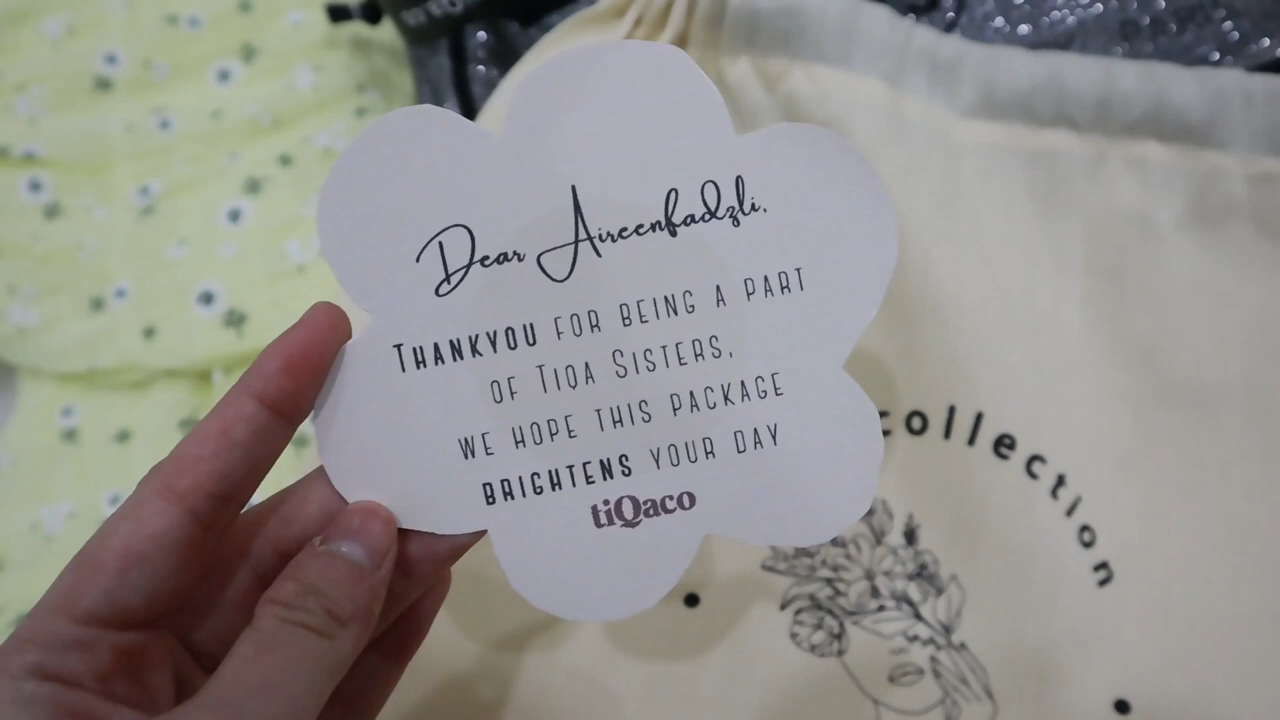 Dear Aireenfadzli,
THANKYOU FOR BEING A PART
OF TIQA SISTERS,
WE HOPE THIS PACKAGE
BRIGHTENS YOUR DAY
tiQaco
collection